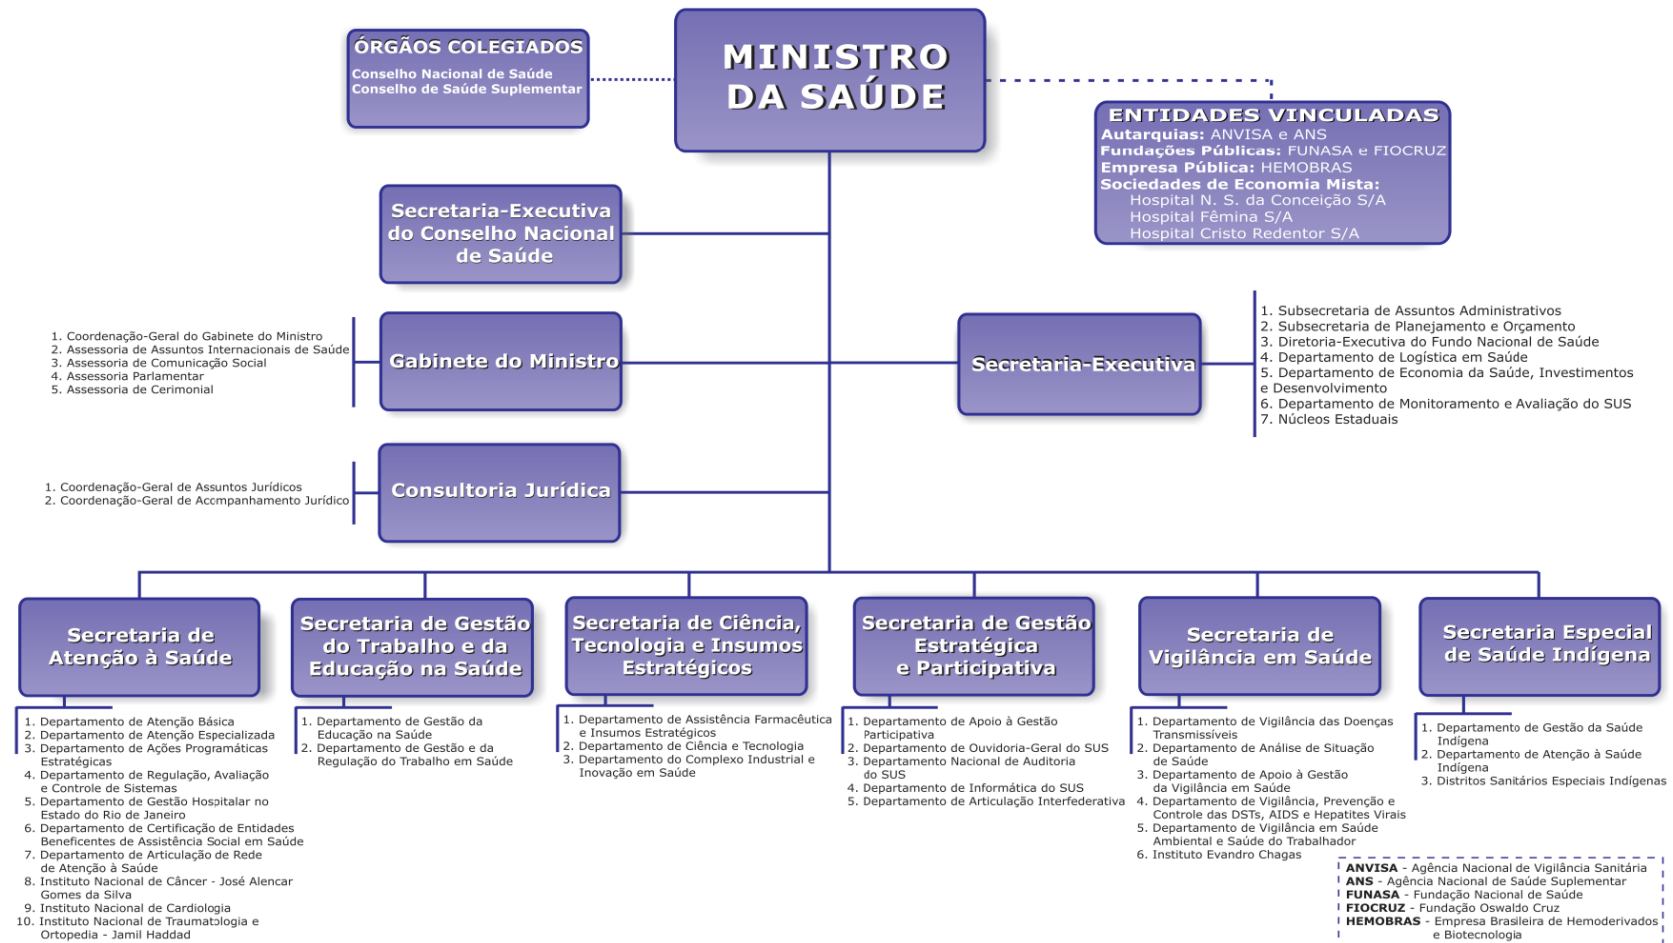 ÓRGÃOS COLEGIADOS
Conselho Nacional de Saúde
Conselho de Saúde Suplementar
MINISTRO
DA SAÚDE
ENTIDADES VINCULADAS
Autarquias: ANVISA e ANS
Fundações Públicas: FUNASA e FIOCRUZ
Empresa Pública: HEMOBRAS
Sociedades de Economia Mista:
Hospital N. S. da Conceição S/A
Hospital Fêmina S/A
Hospital Cristo Redentor S/A
Secretaria-Executiva
do Conselho Nacional
de Saúde
1. Coordenação-Geral do Gabinete do Ministro
2. Assessoria de Assuntos Internacionais de Saúde
3. Assessoria de Comunicação Social
4. Assessoria Parlamentar
5. Assessoria de Cerimonial
Gabinete do Ministro
Secretaria-Executiva
1. Subsecretaria de Assuntos Administrativos
2. Subsecretaria de Planejamento e Orçamento
3. Diretoria-Executiva do Fundo Nacional de Saúde
4. Departamento de Logística em Saúde
5. Departamento de Economia da Saúde, Investimentos
e Desenvolvimento
6. Departamento de Monitoramento e Avaliação do SUS
7. Núcleos Estaduais
1. Coordenação-Geral de Assuntos Jurídicos
2. Coordenação-Geral de Acompanhamento Jurídico
Consultoria Jurídica
Secretaria de
Atenção à Saúde
1. Departamento de Atenção Básica
2. Departamento de Atenção Especializada
3. Departamento de Ações Programáticas
Estratégicas
4. Departamento de Regulação, Avaliação
e Controle de Sistemas
5. Departamento de Gestão Hospitalar no
Estado do Rio de Janeiro
6. Departamento de Certificação de Entidades
Beneficentes de Assistência Social em Saúde
7. Departamento de Articulação de Rede
de Atenção à Saúde
8. Instituto Nacional de Câncer - José Alencar
Gomes da Silva
9. Instituto Nacional de Cardiologia
10. Instituto Nacional de Traumatologia e
Ortopedia - Jamil Haddad
Secretaria de Gestão
do Trabalho e da
Educação na Saúde
1. Departamento de Gestão da
Educação na Saúde
2. Departamento de Gestão e da
Regulação do Trabalho em Saúde
Secretaria de Ciência,
Tecnologia e Insumos
Estratégicos
1. Departamento de Assistência Farmacêutica
e Insumos Estratégicos
2. Departamento de Ciência e Tecnologia
3. Departamento do Complexo Industrial e
Inovação em Saúde
Secretaria de Gestão
Estratégica
e Participativa
1. Departamento de Apoio à Gestão
Participativa
2. Departamento de Ouvidoria-Geral do SUS
3. Departamento Nacional de Auditoria
do SUS
4. Departamento de Informática do SUS
5. Departamento de Articulação Interfederativa
Secretaria de
Vigilância em Saúde
1. Departamento de Vigilância das Doenças
Transmissíveis
2. Departamento de Análise de Situação
de Saúde
3. Departamento de Apoio à Gestão
da Vigilância em Saúde
4. Departamento de Vigilância, Prevenção e
Controle das DSTs, AIDS e Hepatites Virais
5. Departamento de Vigilância em Saúde
Ambiental e Saúde do Trabalhador
6. Instituto Evandro Chagas
Secretaria Especial
de Saúde Indígena
1. Departamento de Gestão da Saúde
Indígena
2. Departamento de Atenção à Saúde
Indígena
3. Distritos Sanitários Especiais Indígenas
ANVISA - Agência Nacional de Vigilância Sanitária
ANS - Agência Nacional de Saúde Suplementar
FUNASA - Fundação Nacional de Saúde
FIOCRUZ - Fundação Oswaldo Cruz
HEMOBRAS - Empresa Brasileira de Hemoderivados
e Biotecnologia